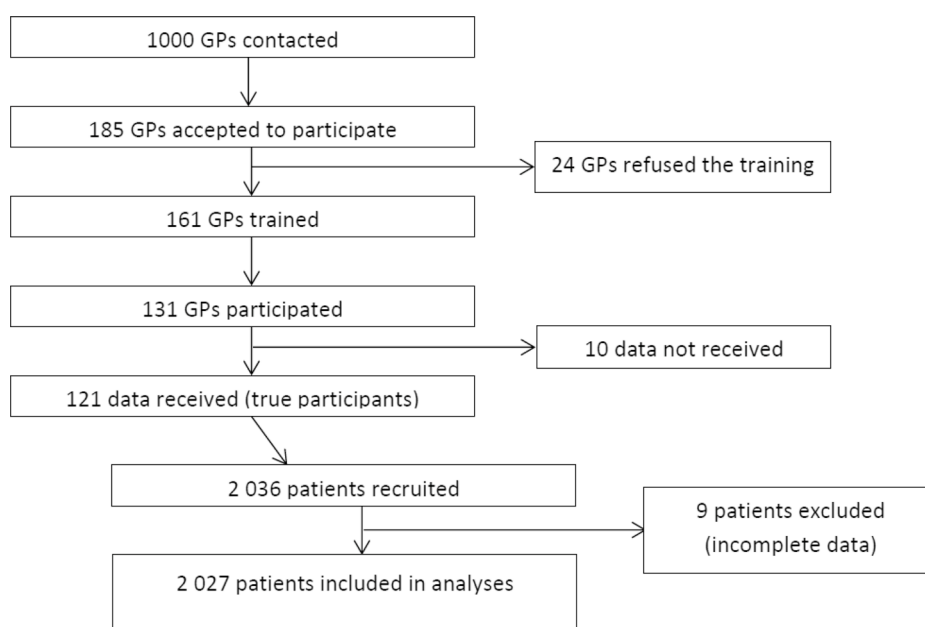 1000 GPs contacted
185 GPs accepted to participate
24 GPs refused the training
161 GPs trained
131 GPs participated
10 data not received
121 data received (true participants)
2 036 patients recruited
9 patients excluded
(incomplete data)
2 027 patients included in analyses